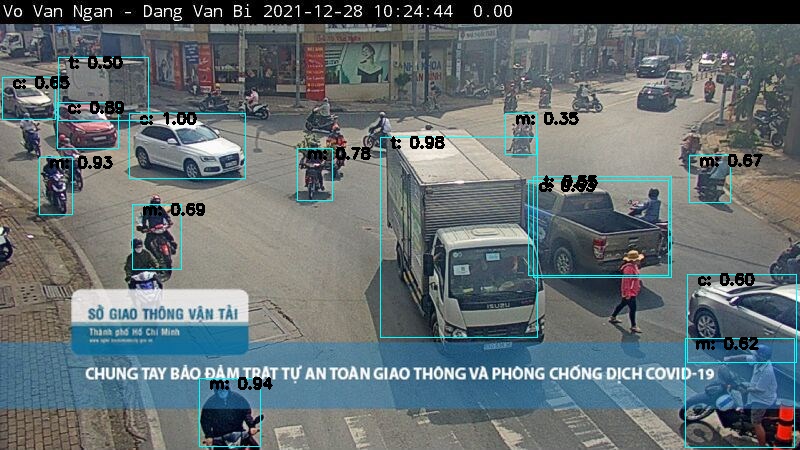 Vo Van Ngan - Dang Van Bi 2021-12-28 10:24:44 0.00
t: 0.50
c: 0.65
c: 0.89
c: 1.00
m: 0.35
t: 0.98
m: 0.78
m: 0.93
m: 0.67
m: 0.69
c: 0.60
ISUZU
SỞ GIAO THÔNG VẬN TẢI
Thành phố Hồ Chí Minh
m: 0.62
CHUNG TAY BẢO ĐẢM TRẬT TỰ AN TOÀN GIAO THÔNG VÀ PHÒNG CHỐNG DỊCH COVID-19
m: 0.94